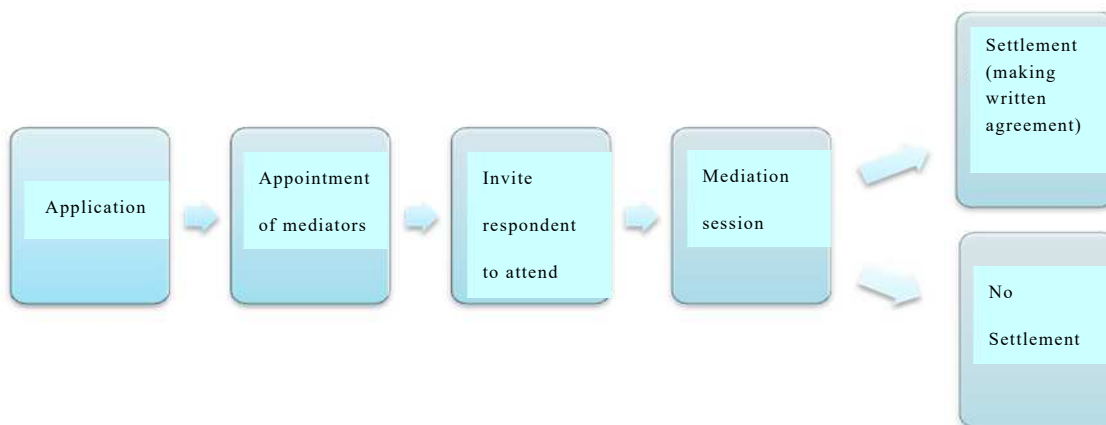 Application
Appointment
of mediators
Invite
respondent
to attend
Mediation
session
Settlement
(making
written
agreement)
No
Settlement